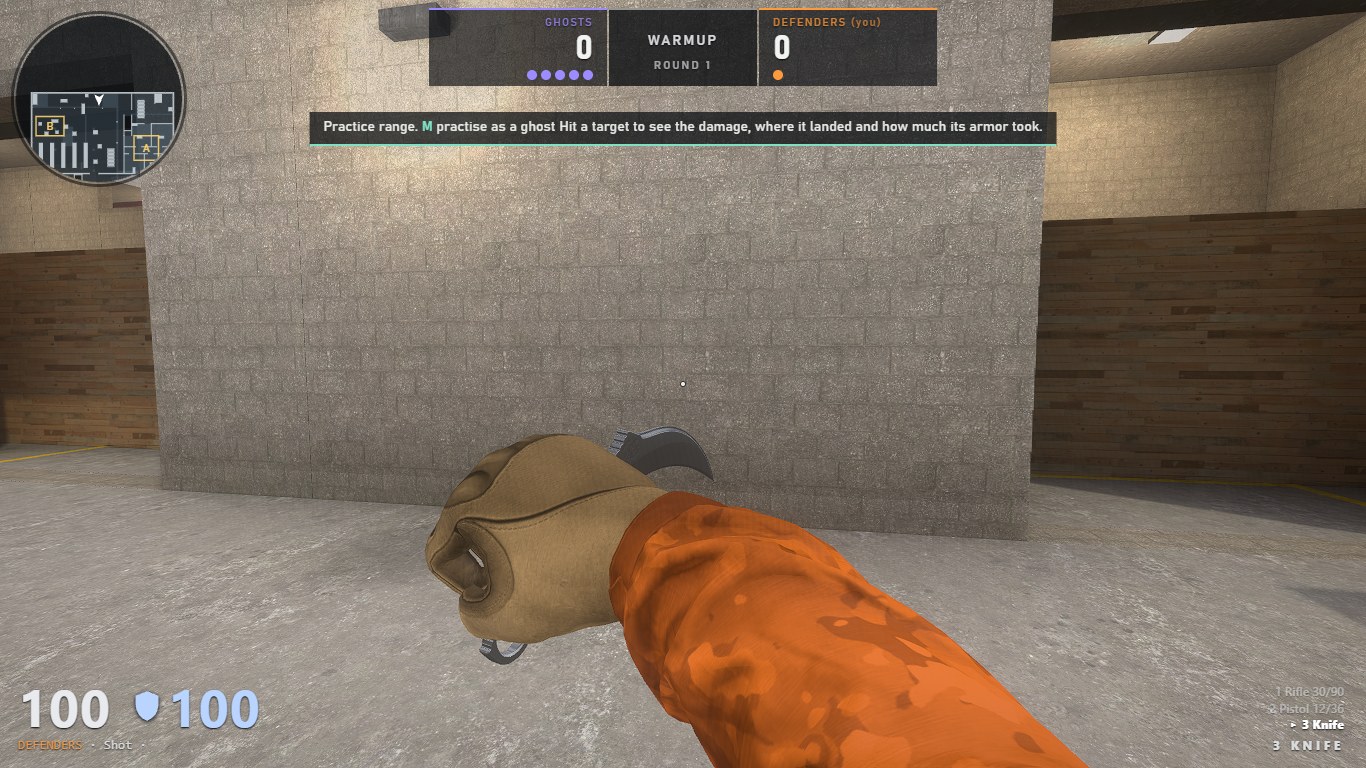 GHOSTS
0
WARMUP
ROUND 1
DEFENDERS (you)
0
Practice range. M practise as a ghost Hit a target to see the damage, where it landed and how much its armor took.
B
A
100 100
DEFENDERS · Shot ·
1 Rifle 30/90
2 Pistol 12/36
▸ 3 Knife
3 KNIFE